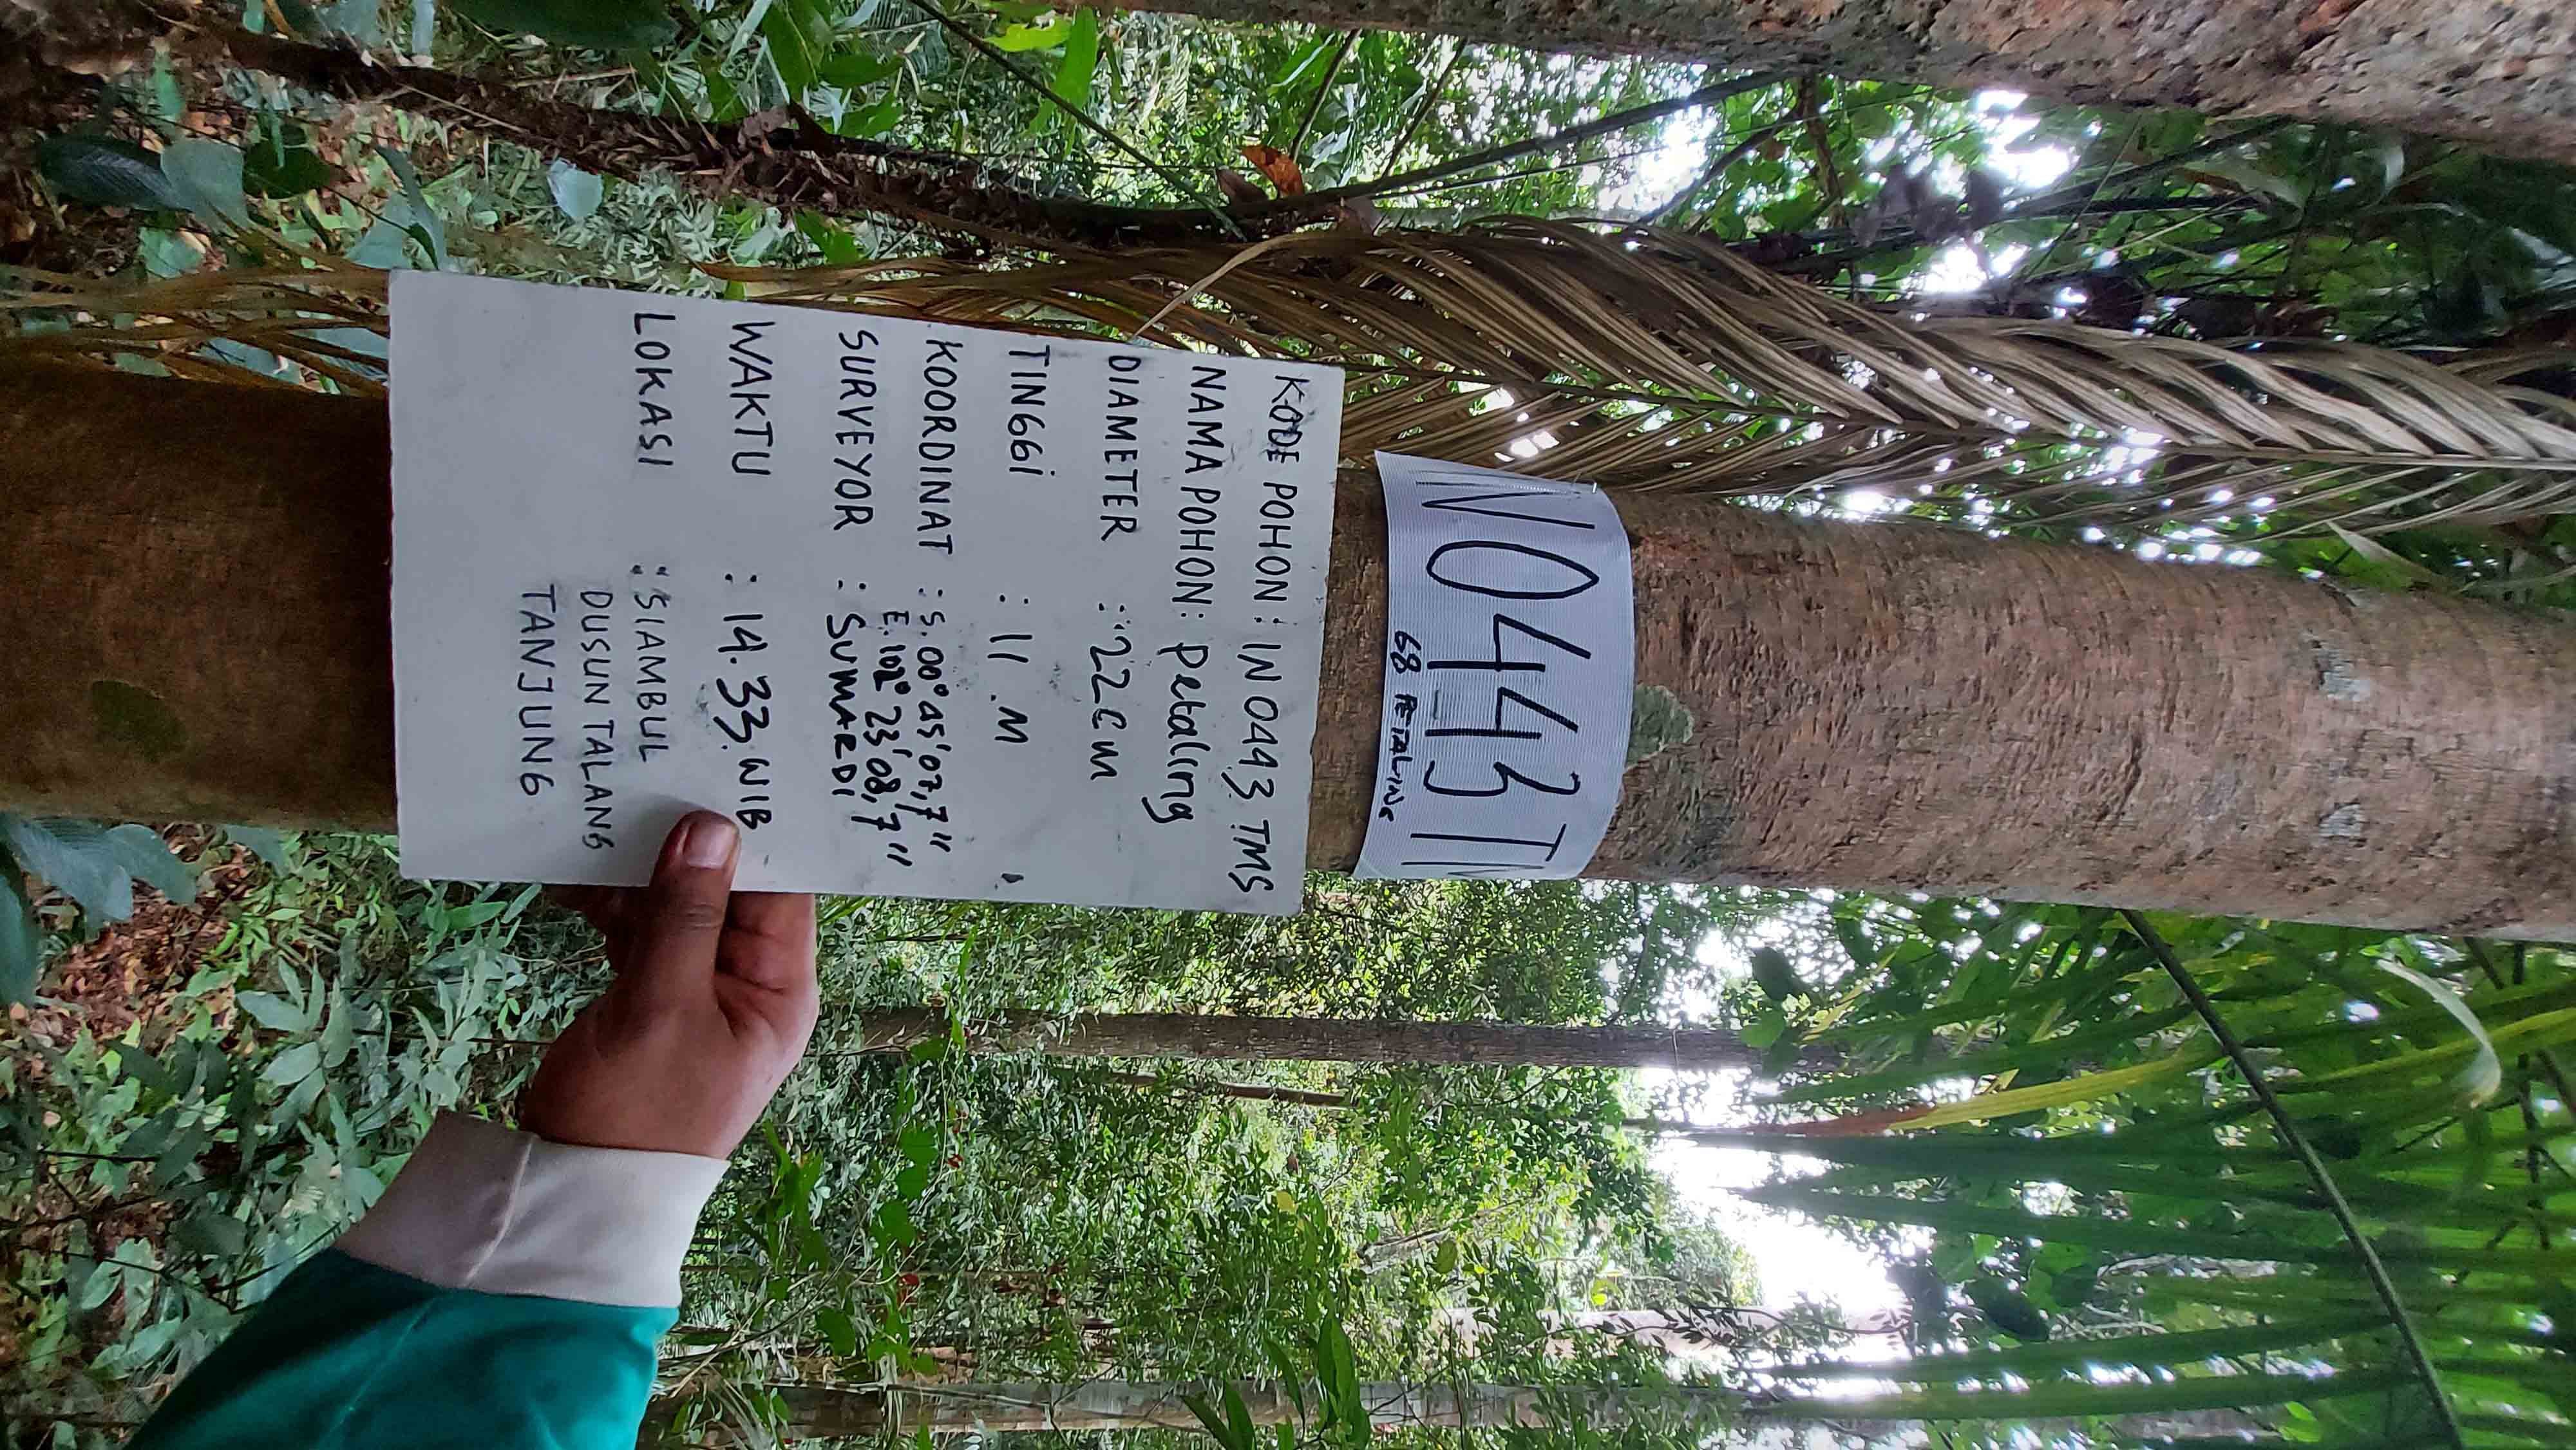 N0443 TM
68 PETALING
KODE POHON : IN 0443 TMS
NAMA POHON : petaling
DIAMETER : 22 cm
TINGGI : 11 . M
KOORDINAT : S. 00° 45' 07,7"
E. 102° 23' 08,7"
SURVEYOR : SUMARDI
WAKTU : 14.33. WIB
LOKASI : SIAMBUL
DUSUN TALANG
TANJUNG